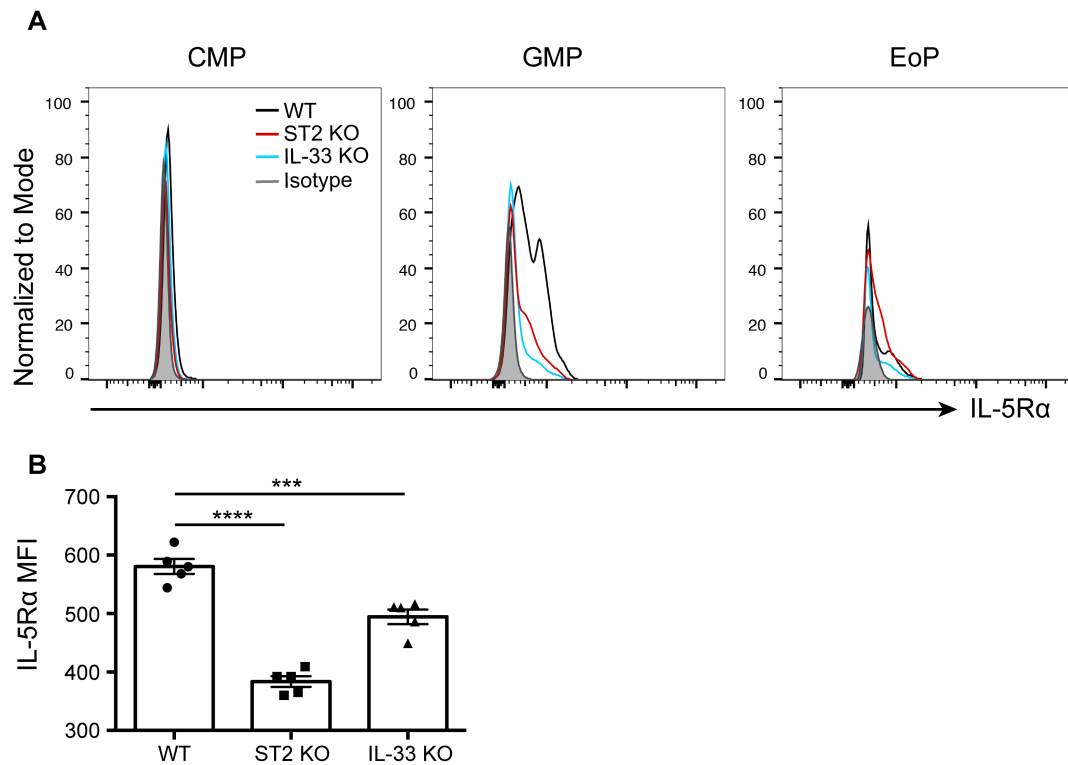 A
CMP
GMP
EoP
Normalized to Mode
100
80
60
40
20
0
WT
ST2 KO
IL-33 KO
Isotype
100
80
60
40
20
0
100
80
60
40
20
0
IL-5Rα
B
IL-5Rα MFI
700
600
500
400
300
***
****
WT
ST2 KO
IL-33 KO